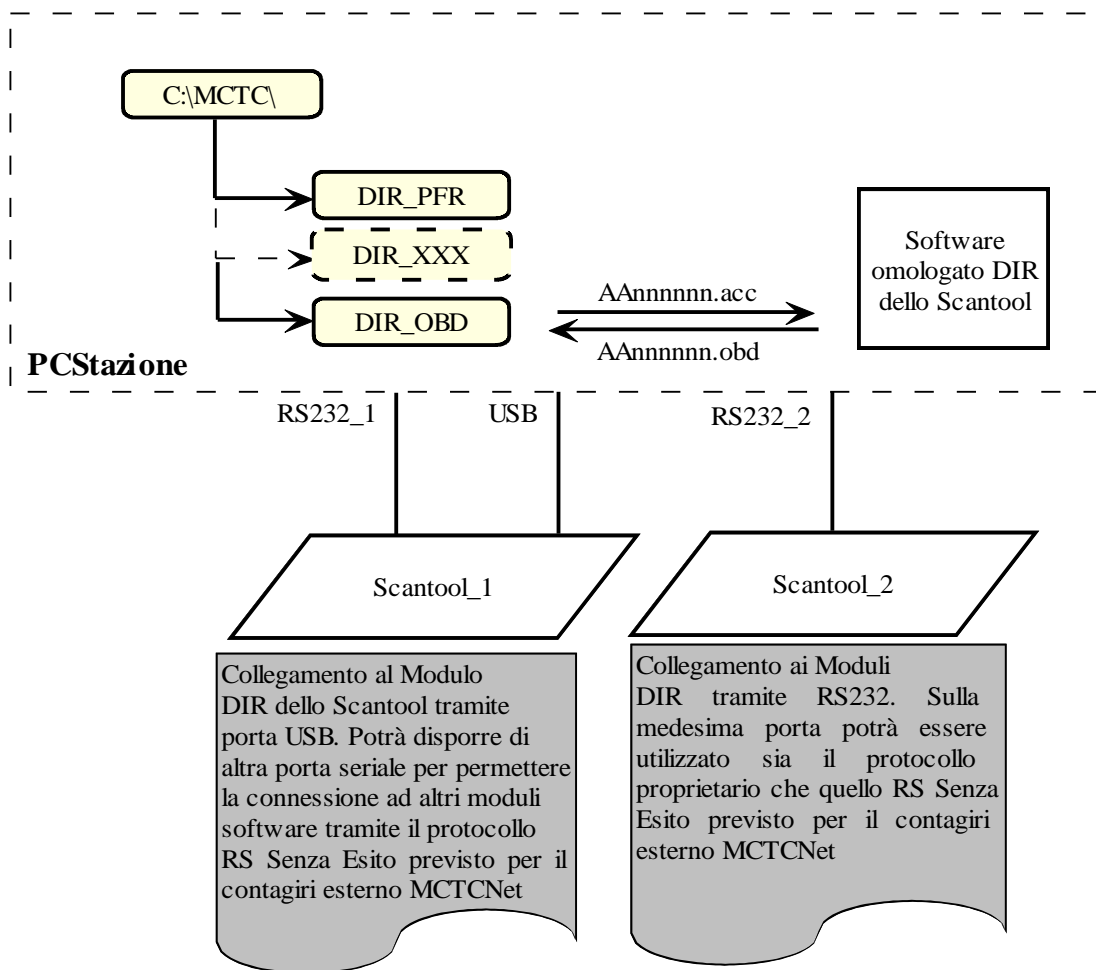 C:\MCTC\
DIR_PFR
DIR_XXX
DIR_OBD
AAnnnnnn.acc
AAnnnnnn.obd
Software
omologato DIR
dello Scantool
PCStazione
RS232_1
USB
RS232_2
Scantool_1
Scantool_2
Collegamento al Modulo
DIR dello Scantool tramite
porta USB. Potrà disporre di
altra porta seriale per permettere
la connessione ad altri moduli
software tramite il protocollo
RS Senza Esito previsto per il
contagiri esterno MCTCNet
Collegamento ai Moduli
DIR tramite RS232. Sulla
medesima porta potrà essere
utilizzato sia il protocollo
proprietario che quello RS Senza
Esito previsto per il contagiri
esterno MCTCNet